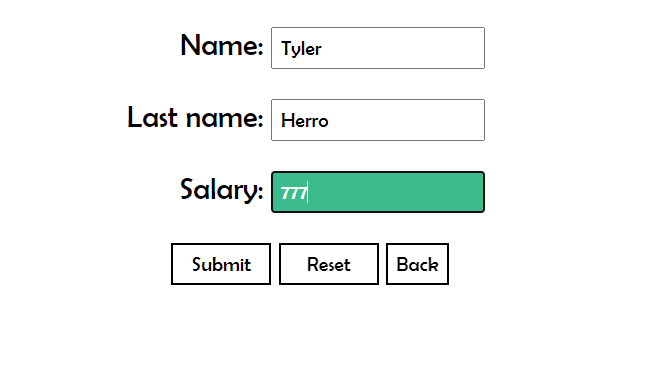 Name: Tyler
Last name: Herro
Salary: 777
Submit Reset Back